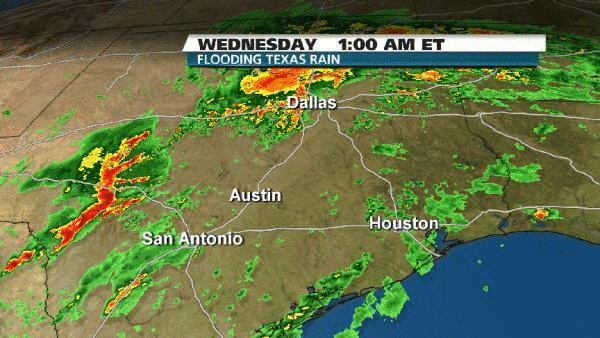 WEDNESDAY 1:00 AM ET
FLOODING TEXAS RAIN
Dallas
Austin
Houston
San Antonio